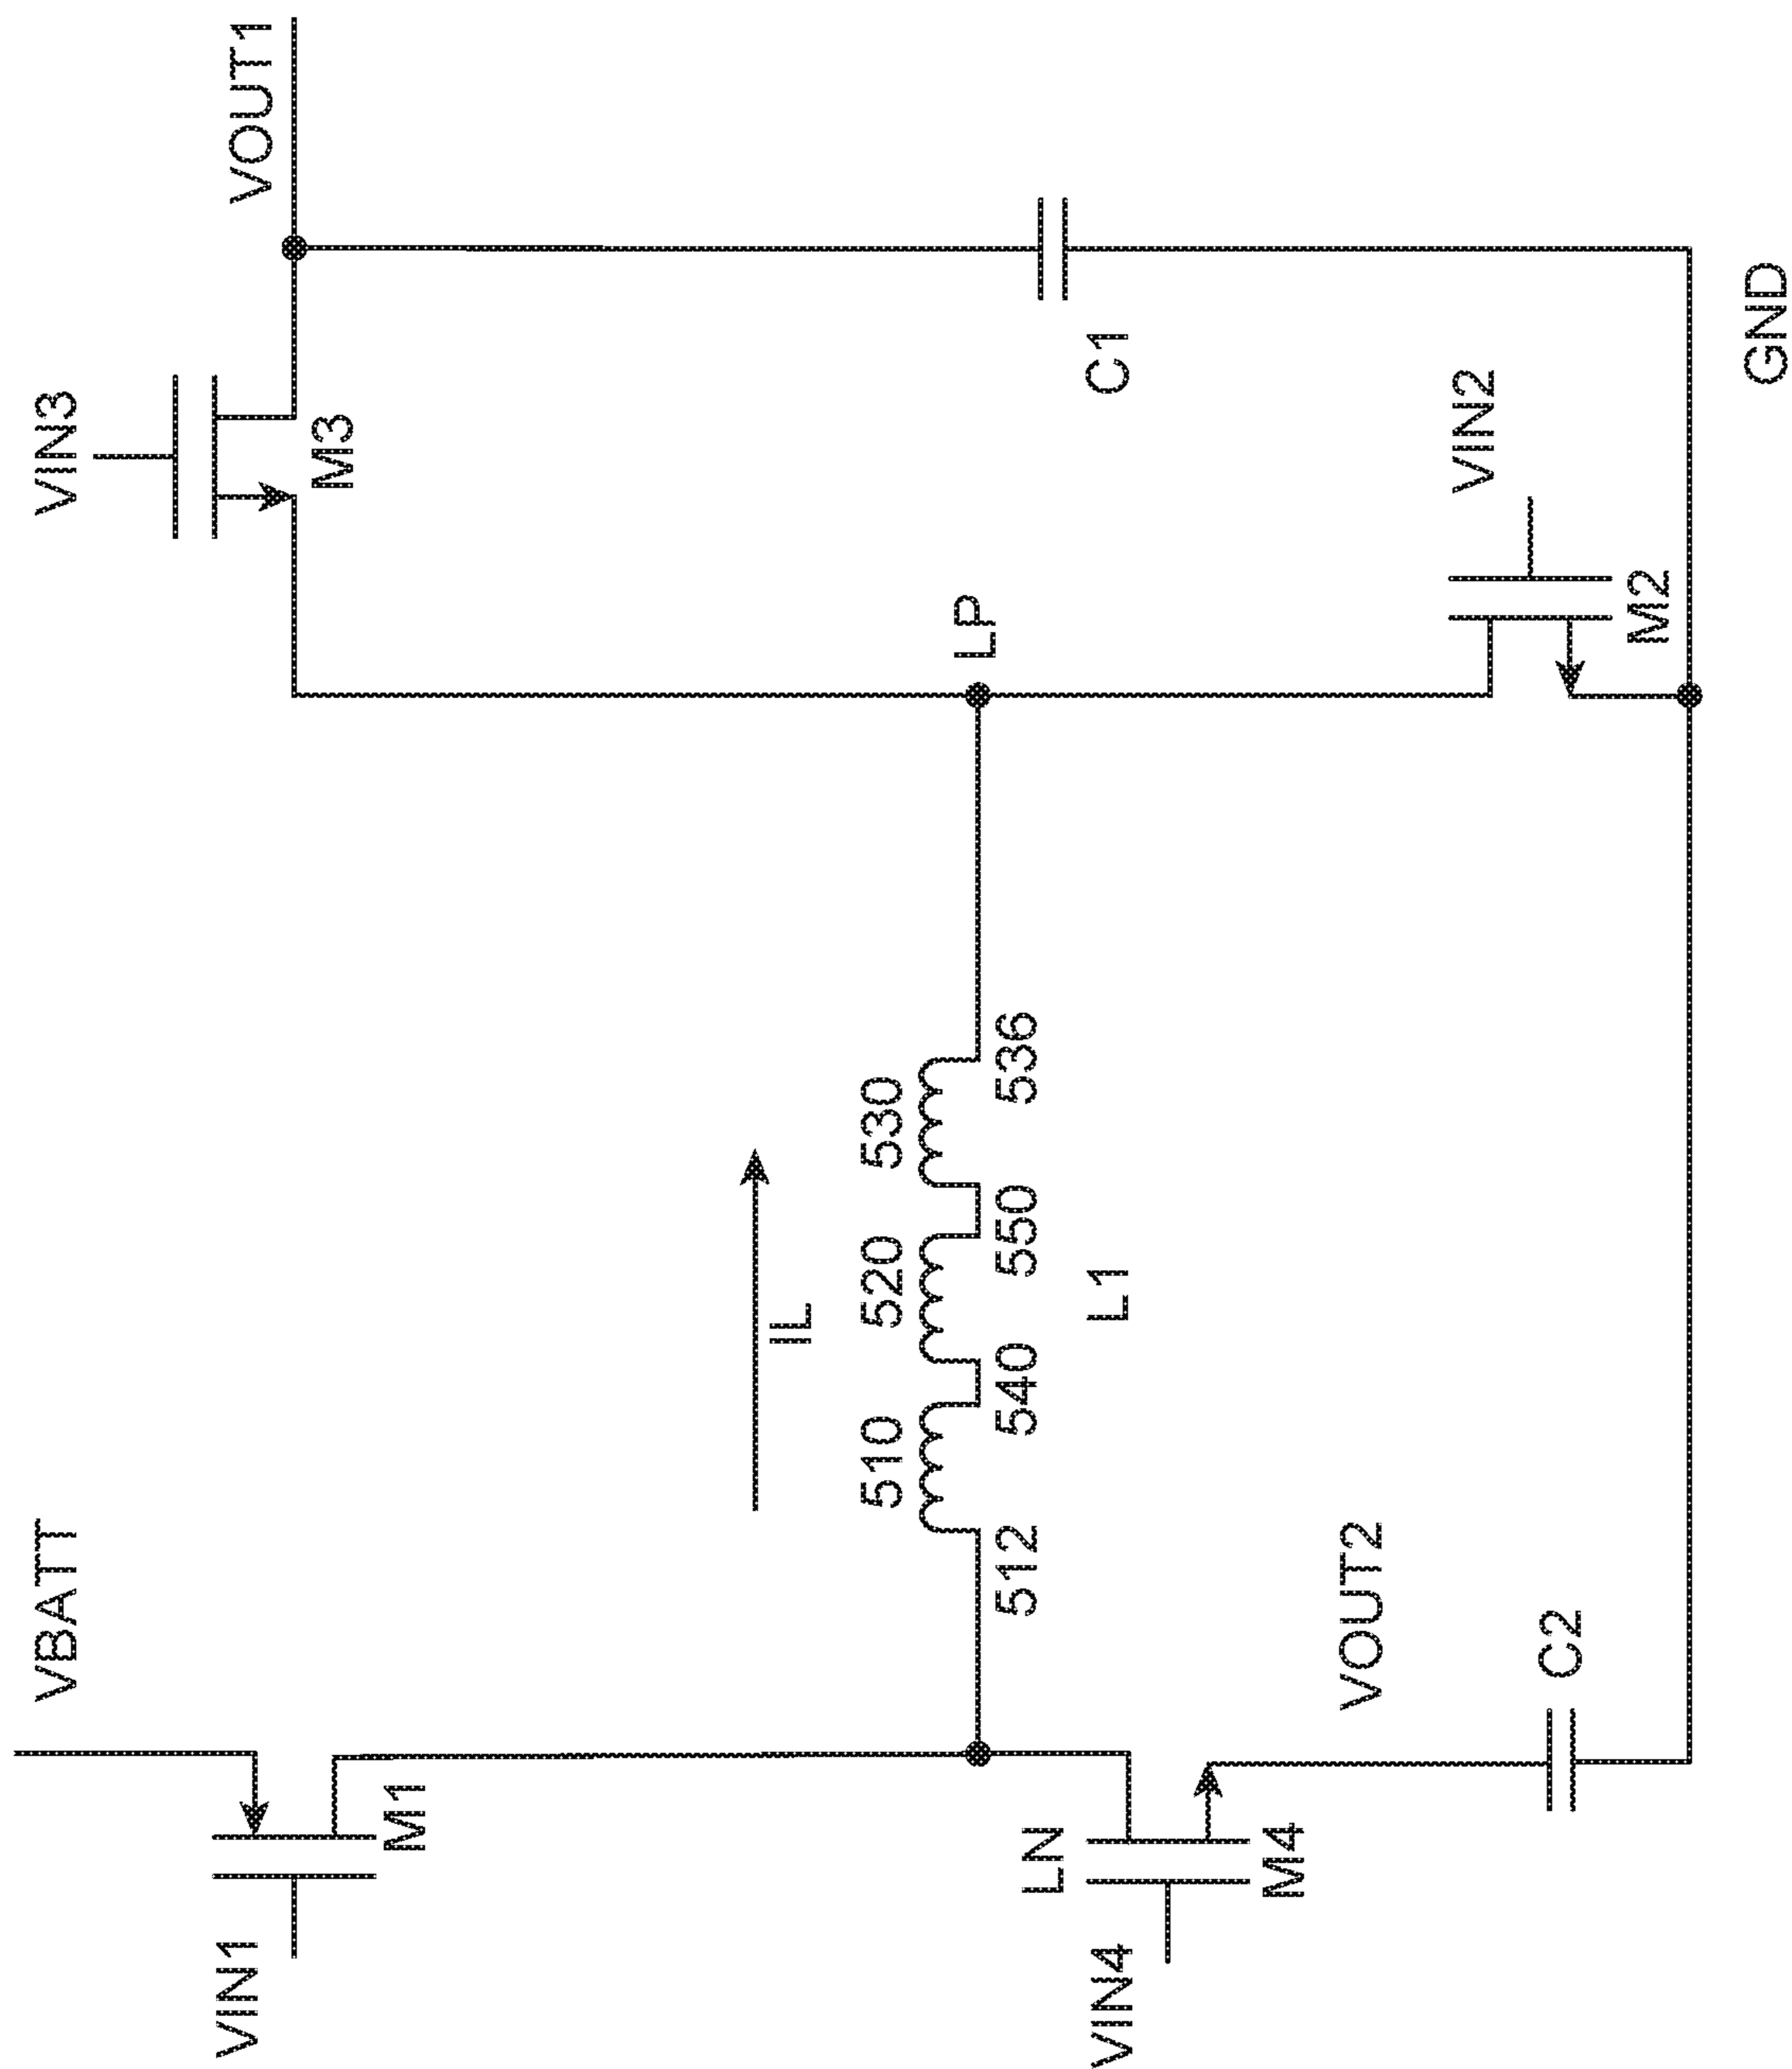 VBATT
VIN1
M1
VIN3
M3
VOUT1
IL
510
520
530
512
540
550
536
L1
LP
LN
VIN4
M4
VOUT2
C2
C1
VIN2
M2
GND